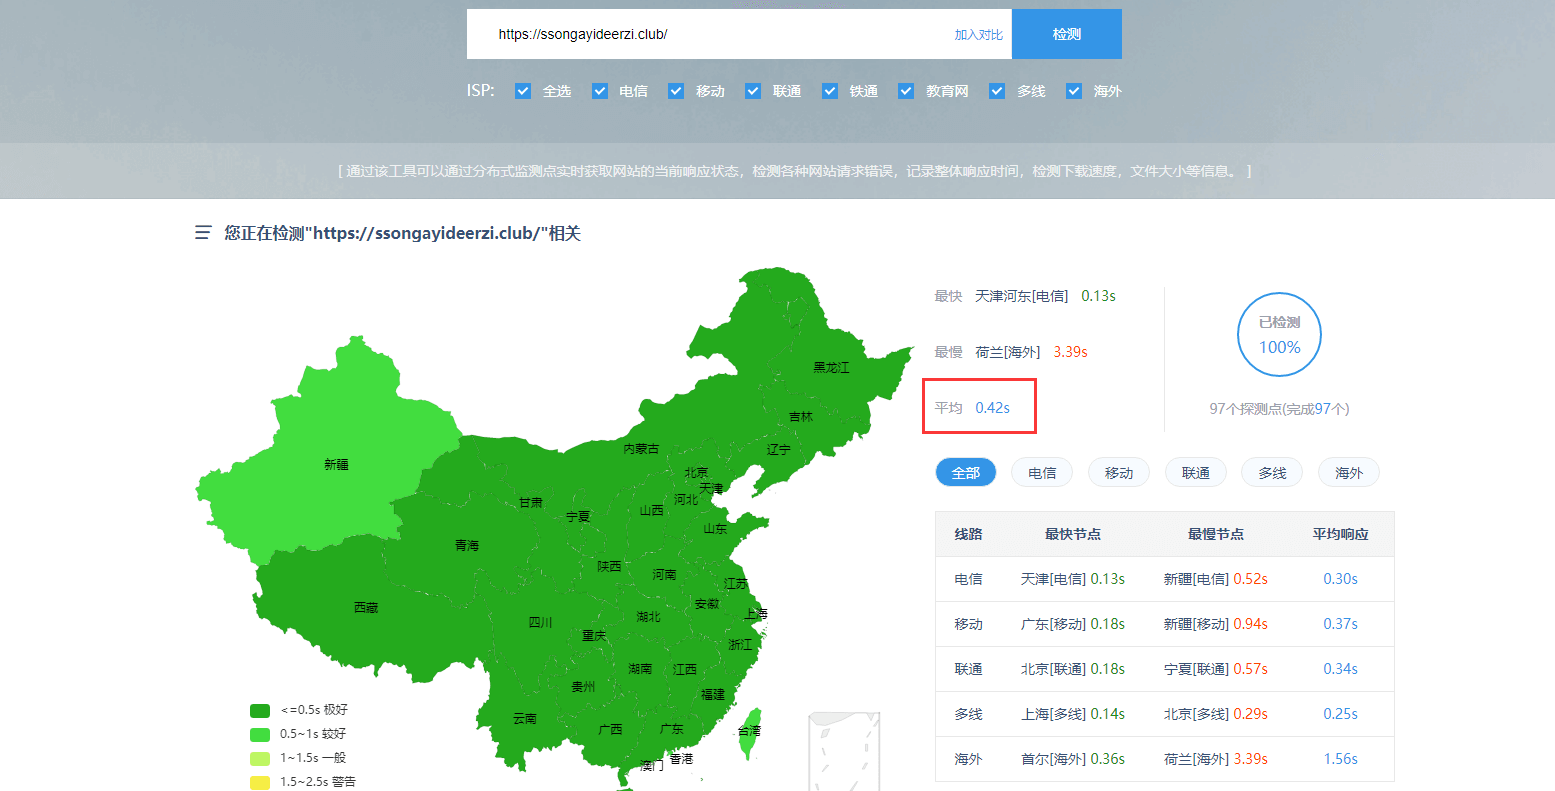 https://ssongayideerzi.club/ 加入对比 检测
ISP: 全选 电信 移动 联通 铁通 教育网 多线 海外
[ 通过该工具可以通过分布式监测点实时获取网站的当前响应状态，检测各种网站请求错误，记录整体响应时间，检测下载速度，文件大小等信息。 ]
您正在检测"https://ssongayideerzi.club/"相关
最快 天津河东[电信] 0.13s
最慢 荷兰[海外] 3.39s
平均 0.42s
已检测
100%
97个探测点(完成97个)
全部 电信 移动 联通 多线 海外
线路 最快节点 最慢节点 平均响应
电信 天津[电信] 0.13s 新疆[电信] 0.52s 0.30s
移动 广东[移动] 0.18s 新疆[移动] 0.94s 0.37s
联通 北京[联通] 0.18s 宁夏[联通] 0.57s 0.34s
多线 上海[多线] 0.14s 北京[多线] 0.29s 0.25s
海外 首尔[海外] 0.36s 荷兰[海外] 3.39s 1.56s
黑龙江
吉林
辽宁
内蒙古
新疆
北京
天津
河北
甘肃
山西
宁夏
山东
青海
陕西
河南
江苏
西藏
安徽
上海
湖北
四川
重庆
浙江
湖南
江西
贵州
福建
云南
广西
广东
台湾
香港
澳门
<=0.5s 极好
0.5~1s 较好
1~1.5s 一般
1.5~2.5s 警告